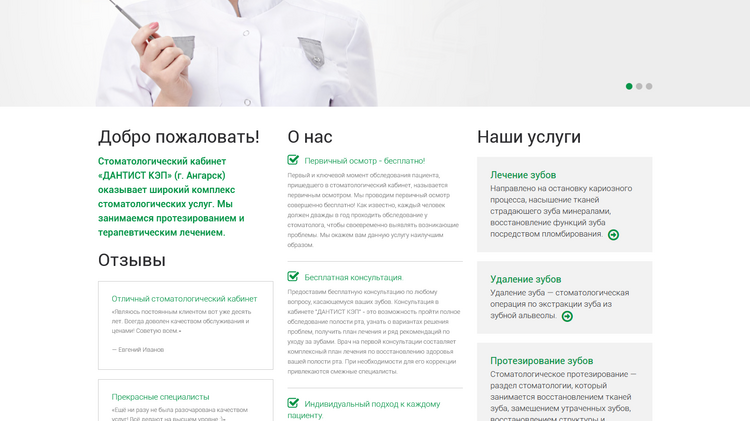 Добро пожаловать!
Стоматологический кабинет
«ДАНТИСТ КЭП» (г. Ангарск)
оказывает широкий комплекс
стоматологических услуг. Мы
занимаемся протезированием и
терапевтическим лечением.
Отзывы
Отличный стоматологический кабинет
«Являюсь постоянным клиентом вот уже десять
лет. Всегда доволен качеством обслуживания и
ценами! Советую всем »
— Евгений Иванов
Прекрасные специалисты
«Ещё ни разу не была разочарована качеством
услуг! Всё делают на высшем уровне :)»
О нас
Первичный осмотр - бесплатно!
Первый и ключевой момент обследования пациента,
пришедшего в стоматологический кабинет, называется
первичным осмотром. Мы проводим первичный осмотр
совершенно бесплатно! Как известно, каждый человек
должен дважды в год проходить обследование у
стоматолога, чтобы своевременно выявлять возникающие
проблемы. Мы окажем вам данную услугу наилучшим
образом.
Бесплатная консультация
Предоставим бесплатную консультацию по любому
вопросу, касающемуся ваших зубов. Консультация в
кабинете "ДАНТИСТ КЭП" - это возможность пройти полное
обследование полости рта, узнать о вариантах решения
проблем, получить план лечения и ряд рекомендаций по
уходу за зубами. Врач на первой консультации составляет
комплексный план лечения по восстановлению здоровья
вашей полости рта. При необходимости для его коррекции
привлекаются смежные специалисты.
Индивидуальный подход к каждому
пациенту
Наши услуги
Лечение зубов
Направлено на остановку кариозного
процесса, насыщение тканей
страдающего зуба минералами,
восстановление функций зуба
посредством пломбирования.
Удаление зубов
Удаление зуба — стоматологическая
операция по экстракции зуба из
зубной альвеолы.
Протезирование зубов
Стоматологическое протезирование —
раздел стоматологии, который
занимается восстановлением тканей
зуба, замещением утраченных зубов,
восстановлением структуры и